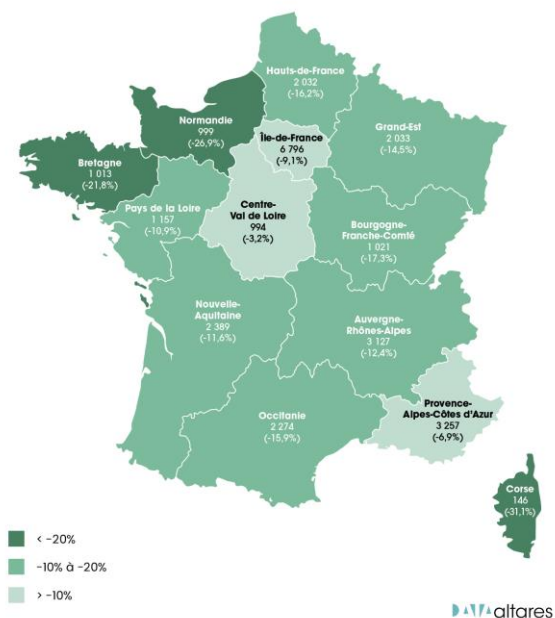 Hauts-de-France
2 032
(-16,2%)
Normandie
999
(-26,9%)
Île-de-France
6 796
(-9,1%)
Grand-Est
2 033
(-14,5%)
Bretagne
1 013
(-21,8%)
Pays de la Loire
1 157
(-10,9%)
Centre-
Val de Loire
994
(-3,2%)
Bourgogne-
Franche-Comté
1 021
(-17,3%)
Nouvelle-
Aquitaine
2 389
(-11,6%)
Auvergne-
Rhônes-Alpes
3 127
(-12,4%)
Occitanie
2 274
(-15,9%)
Provence-
Alpes-Côtes d'Azur
3 257
(-6,9%)
Corse
146
(-31,1%)
< -20%
-10% à -20%
> -10%
DATA altares